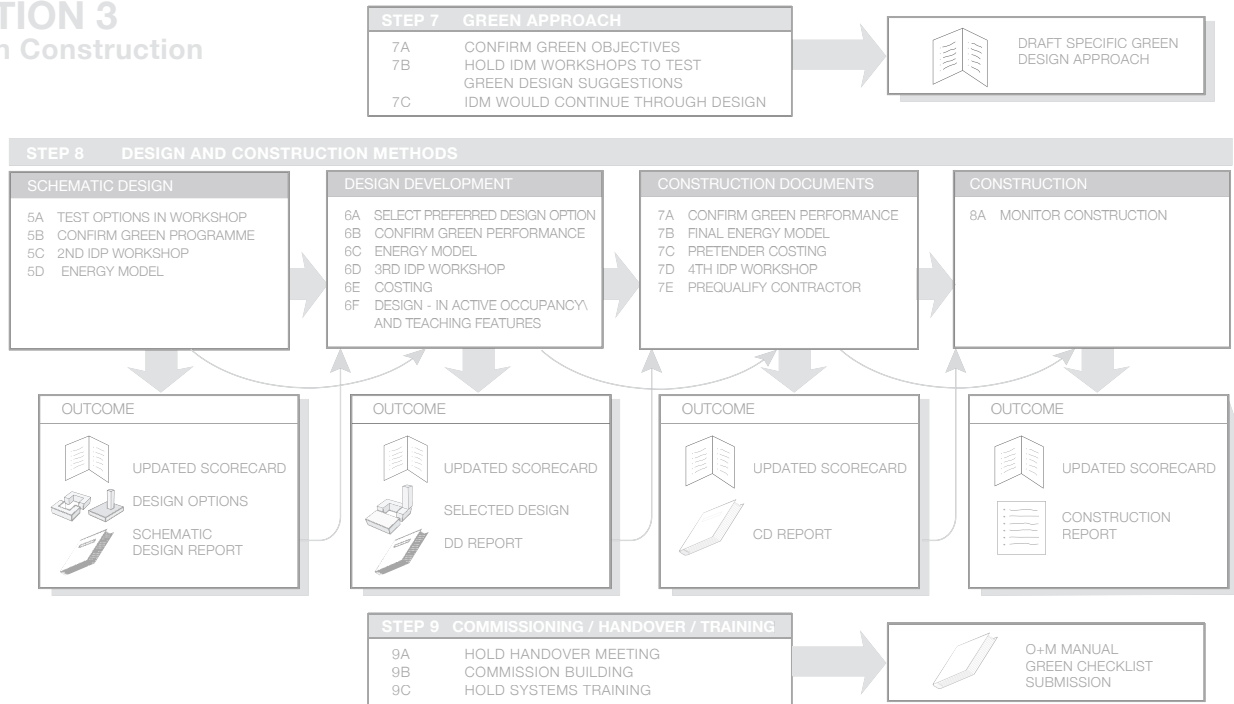 TION 3
n Construction
STEP 7 GREEN APPROACH
7A CONFIRM GREEN OBJECTIVES
7B HOLD IDM WORKSHOPS TO TEST
GREEN DESIGN SUGGESTIONS
7C IDM WOULD CONTINUE THROUGH DESIGN
DRAFT SPECIFIC GREEN
DESIGN APPROACH
STEP 8 DESIGN AND CONSTRUCTION METHODS
SCHEMATIC DESIGN
5A TEST OPTIONS IN WORKSHOP
5B CONFIRM GREEN PROGRAMME
5C 2ND IDP WORKSHOP
5D ENERGY MODEL
DESIGN DEVELOPMENT
6A SELECT PREFERRED DESIGN OPTION
6B CONFIRM GREEN PERFORMANCE
6C ENERGY MODEL
6D 3RD IDP WORKSHOP
6E COSTING
6F DESIGN - IN ACTIVE OCCUPANCY\
AND TEACHING FEATURES
CONSTRUCTION DOCUMENTS
7A CONFIRM GREEN PERFORMANCE
7B FINAL ENERGY MODEL
7C PRETENDER COSTING
7D 4TH IDP WORKSHOP
7E PREQUALIFY CONTRACTOR
CONSTRUCTION
8A MONITOR CONSTRUCTION
OUTCOME
UPDATED SCORECARD
DESIGN OPTIONS
SCHEMATIC
DESIGN REPORT
OUTCOME
UPDATED SCORECARD
SELECTED DESIGN
DD REPORT
OUTCOME
UPDATED SCORECARD
CD REPORT
OUTCOME
UPDATED SCORECARD
CONSTRUCTION
REPORT
STEP 9 COMMISSIONING / HANDOVER / TRAINING
9A HOLD HANDOVER MEETING
9B COMMISSION BUILDING
9C HOLD SYSTEMS TRAINING
O+M MANUAL
GREEN CHECKLIST
SUBMISSION